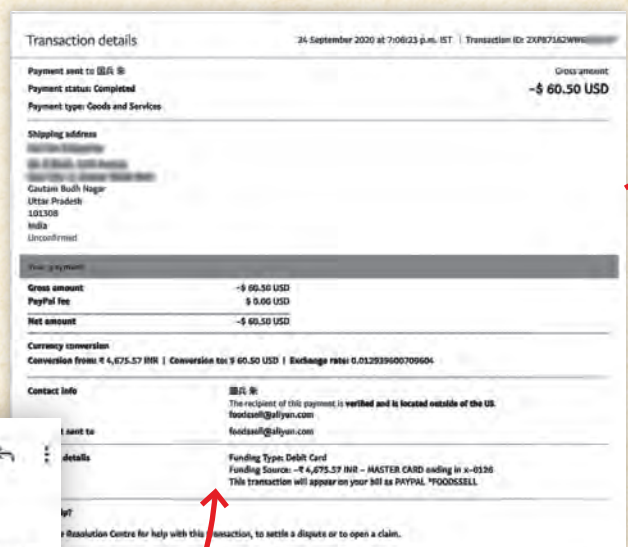 Transaction details
24 September 2020 at 7:06:23 p.m. IST | Transaction ID: 2XP87162WW
Payment sent to 国兵 朱
Gross amount
Payment status: Completed
-$ 60.50 USD
Payment type: Goods and Services
Shipping address
Gautam Budh Nagar
Uttar Pradesh
101308
India
Unconfirmed
Your payment
Gross amount -$ 60.50 USD
PayPal fee $ 0.00 USD
Net amount -$ 60.50 USD
Currency conversion
Conversion from: ₹ 4,675.57 INR | Conversion to: $ 60.50 USD | Exchange rate: 0.012939600709604
Contact info 国兵 朱
The recipient of this payment is verified and is located outside of the US
foodssell@aliyun.com
sent to foodssell@aliyun.com
details Funding Type: Debit Card
Funding Source: -₹ 4,675.57 INR - MASTER CARD ending in x-0126
This transaction will appear on your bill as PAYPAL *FOODSSELL
Resolution Centre for help with this transaction, to settle a dispute or to open a claim.